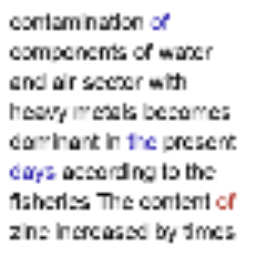 contamination of
components of water
and air sector with
heavy metals becomes
dominant in the present
days according to the
fisheries The content of
zinc increased by times